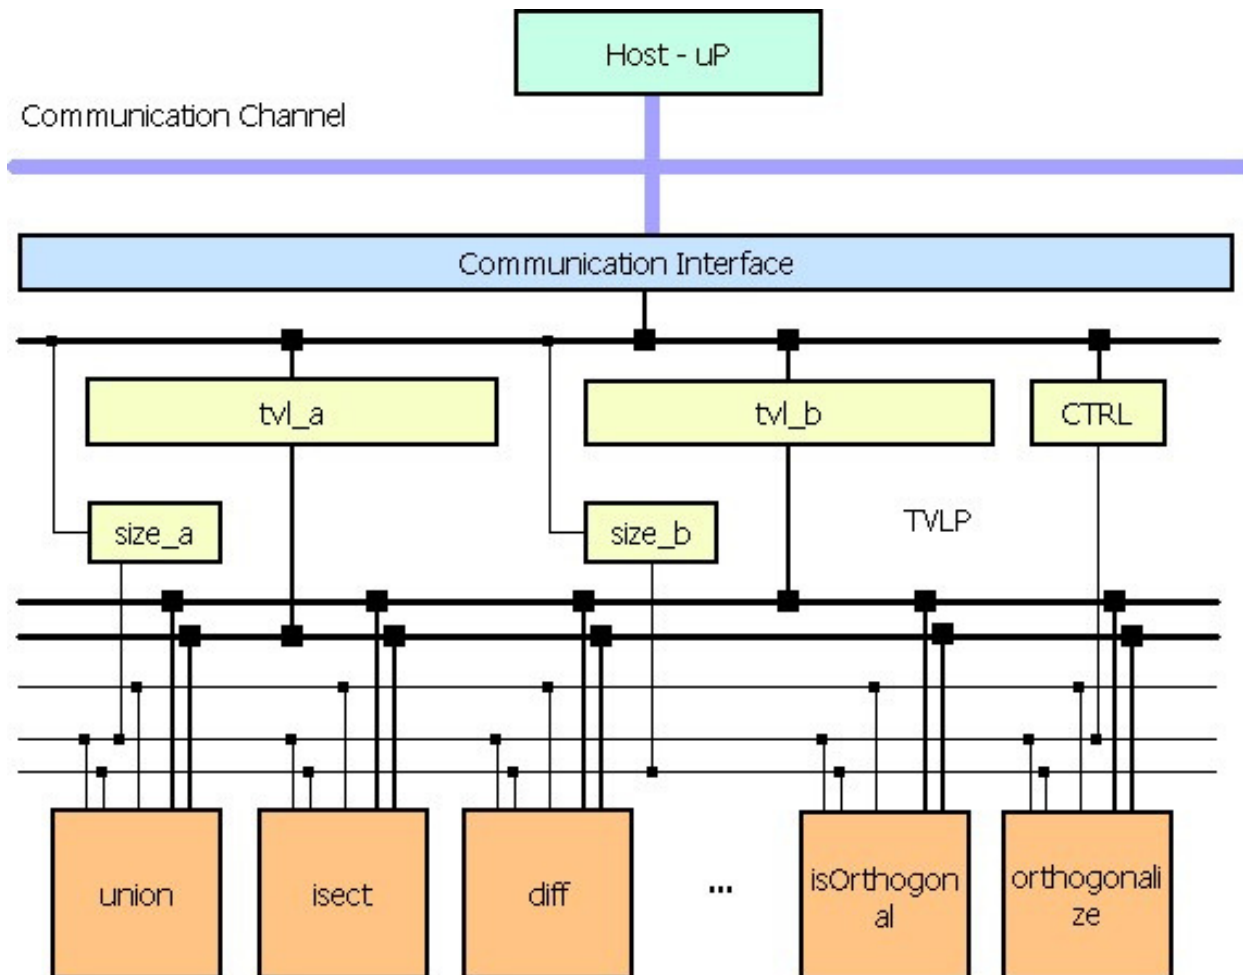 Host - uP
Communication Channel
Communication Interface
tvl_a
tvl_b
CTRL
size_a
size_b
TVLP
union
isect
diff
...
isOrthogon
al
orthogonali
ze